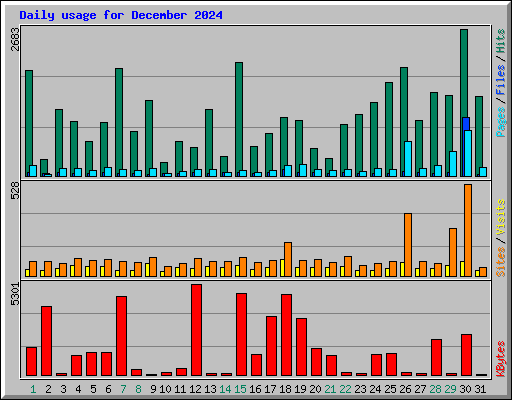 Daily usage for December 2024
2683
Pages / Files / Hits
528
Sites / Visits
5301
KBytes
1 2 3 4 5 6 7 8 9 10 11 12 13 14 15 16 17 18 19 20 21 22 23 24 25 26 27 28 29 30 31